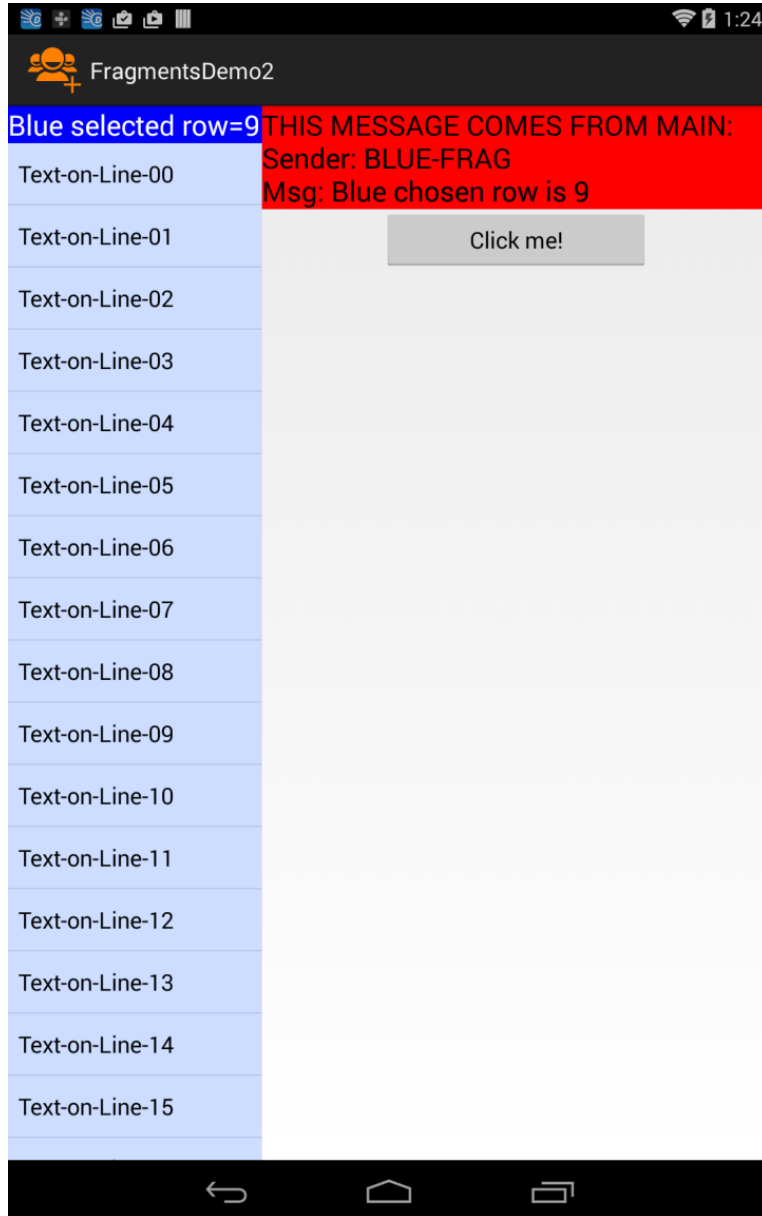 1:24
FragmentsDemo2
Blue selected row=9
Text-on-Line-00
Text-on-Line-01
Text-on-Line-02
Text-on-Line-03
Text-on-Line-04
Text-on-Line-05
Text-on-Line-06
Text-on-Line-07
Text-on-Line-08
Text-on-Line-09
Text-on-Line-10
Text-on-Line-11
Text-on-Line-12
Text-on-Line-13
Text-on-Line-14
Text-on-Line-15
THIS MESSAGE COMES FROM MAIN:
Sender: BLUE-FRAG
Msg: Blue chosen row is 9
Click me!